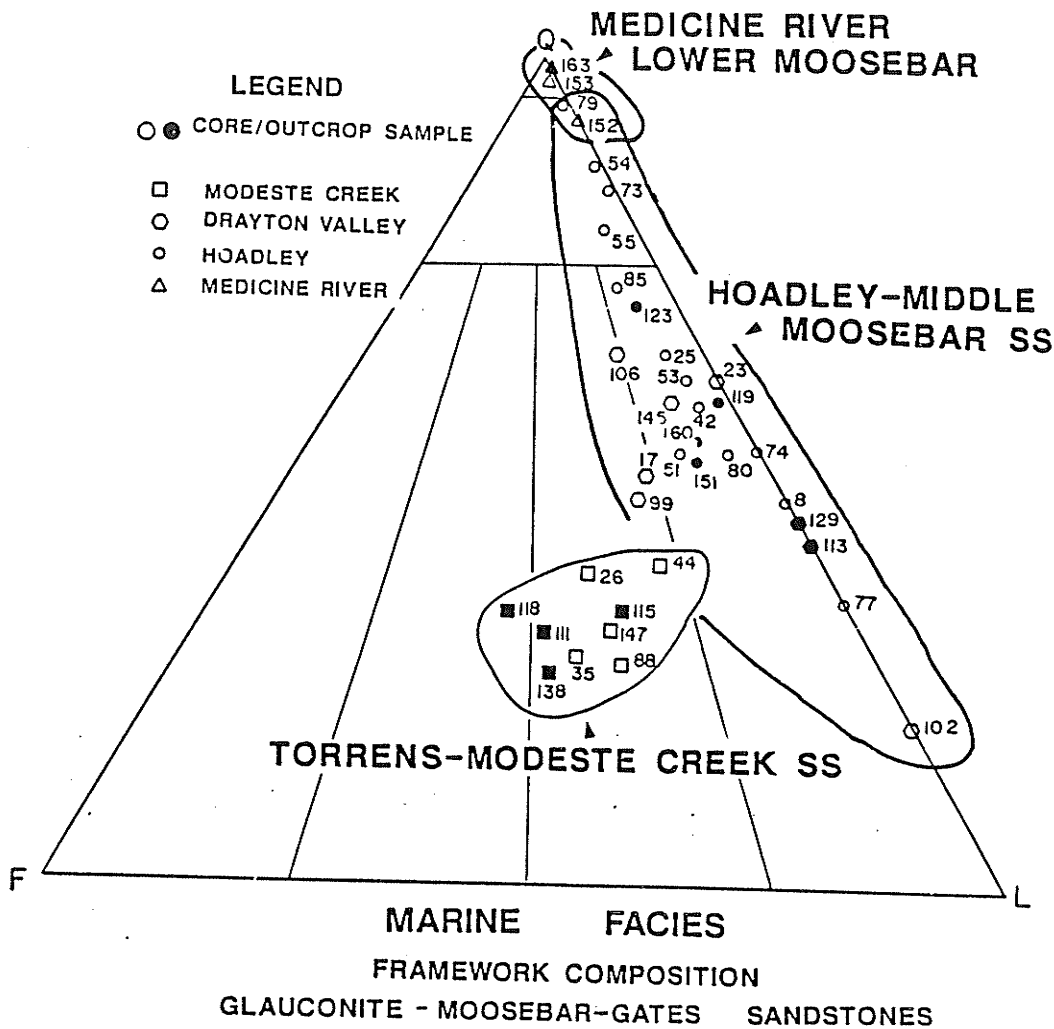 MEDICINE RIVER
LOWER MOOSEBAR
Q
163
153
79
152
LEGEND
CORE/OUTCROP SAMPLE
MODESTE CREEK
DRAYTON VALLEY
HOADLEY
MEDICINE RIVER
54
73
55
85
123
HOADLEY-MIDDLE
MOOSEBAR SS
25
106
53
23
119
145
42
160
17
51
151
80
74
99
8
129
113
44
26
118
115
111
147
77
35
88
138
102
TORRENS-MODESTE CREEK SS
F
L
MARINE FACIES
FRAMEWORK COMPOSITION
GLAUCONITE - MOOSEBAR-GATES SANDSTONES